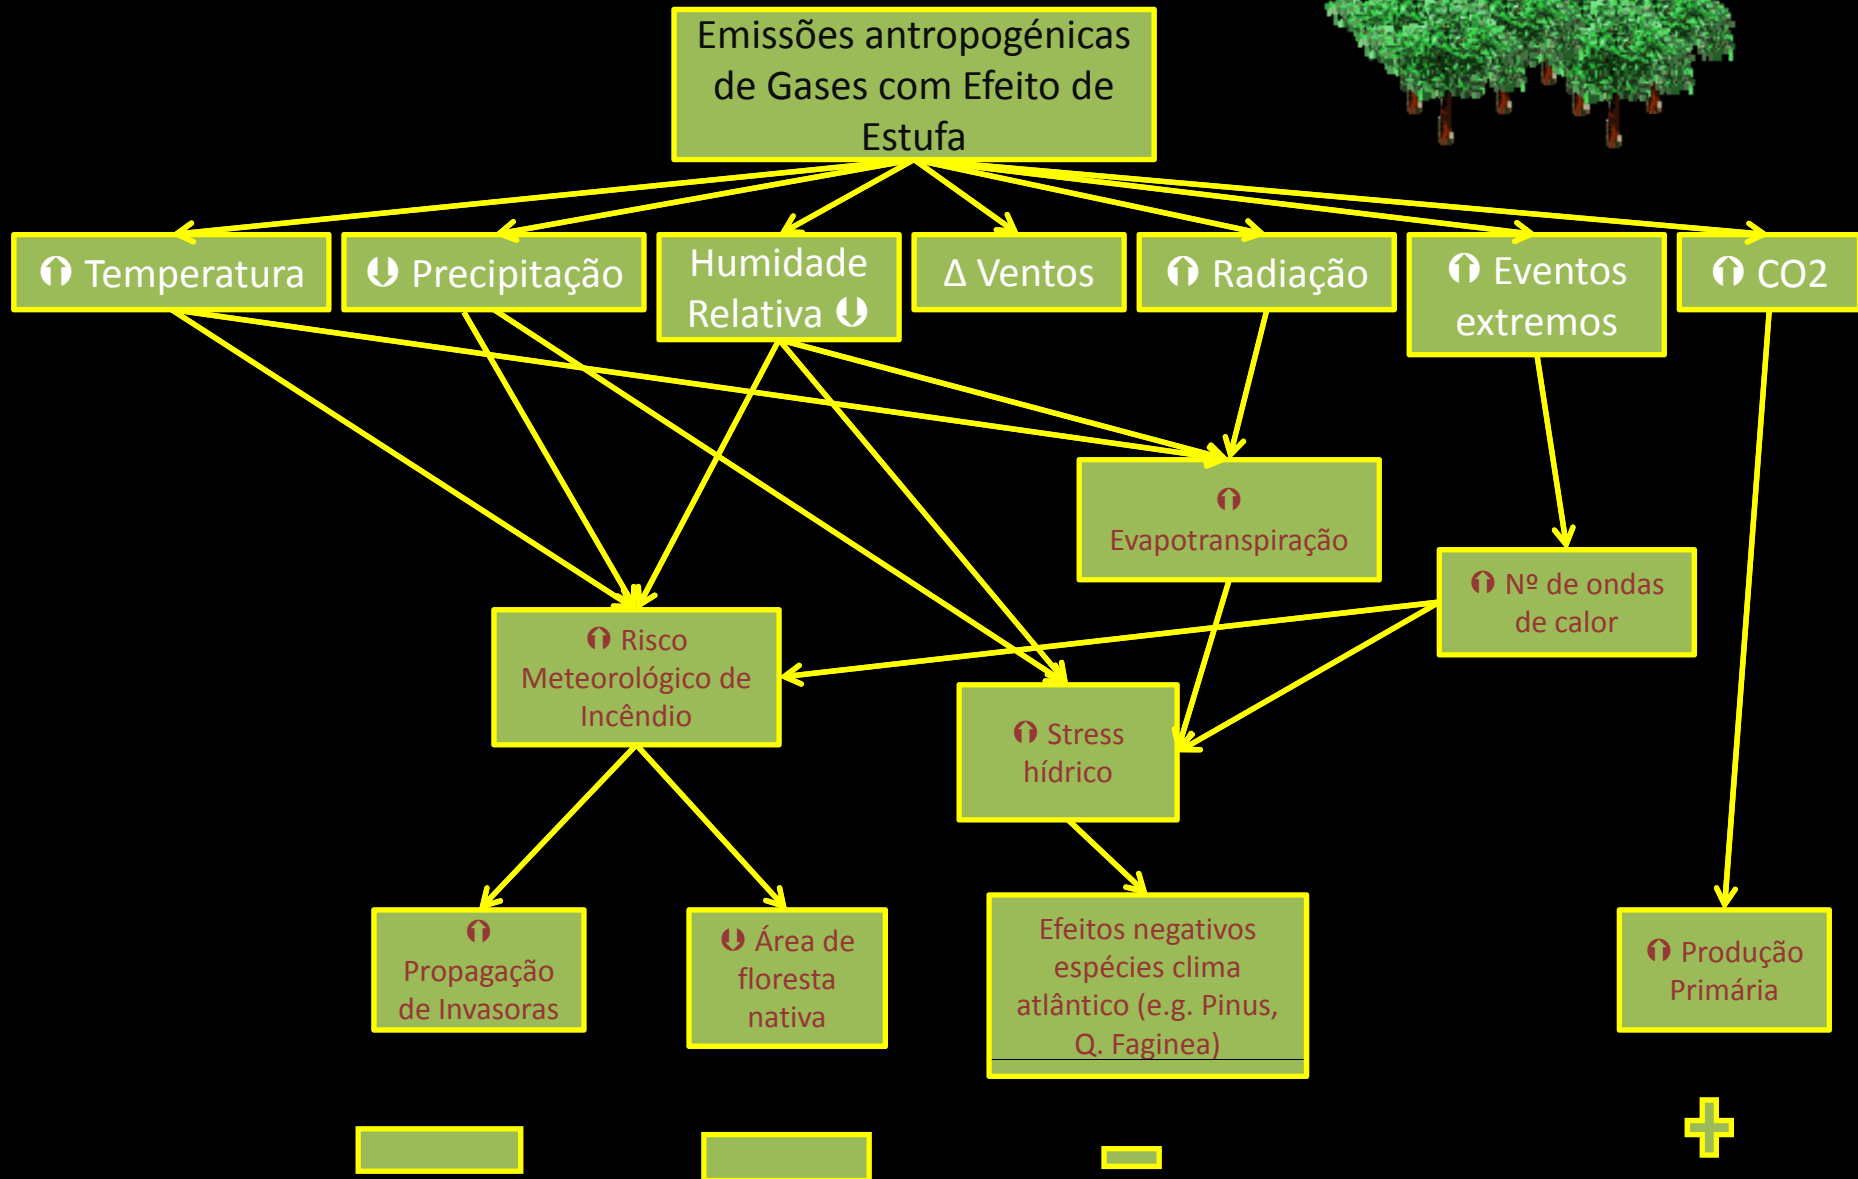 Emissões antropogénicas
de Gases com Efeito de
Estufa
⮉ Temperatura
⮋ Precipitação
Humidade
Relativa ⮋
Δ Ventos
⮉ Radiação
⮉ Eventos
extremos
⮉ CO2
⮉
Evapotranspiração
⮉ Nº de ondas
de calor
⮉ Risco
Meteorológico de
Incêndio
⮉ Stress
hídrico
⮉
Propagação
de Invasoras
⮋ Área de
floresta
nativa
Efeitos negativos
espécies clima
atlântico (e.g. Pinus,
Q. Faginea)
⮉ Produção
Primária